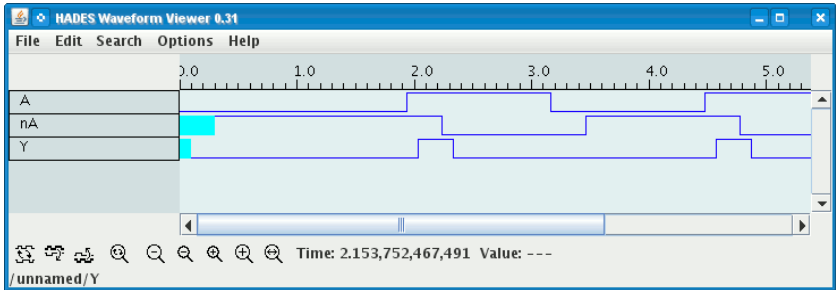 HADES Waveform Viewer 0.31
File Edit Search Options Help
0.0 1.0 2.0 3.0 4.0 5.0
A
nA
Y
Time: 2.153,752,467,491 Value: ---
/unnamed/Y